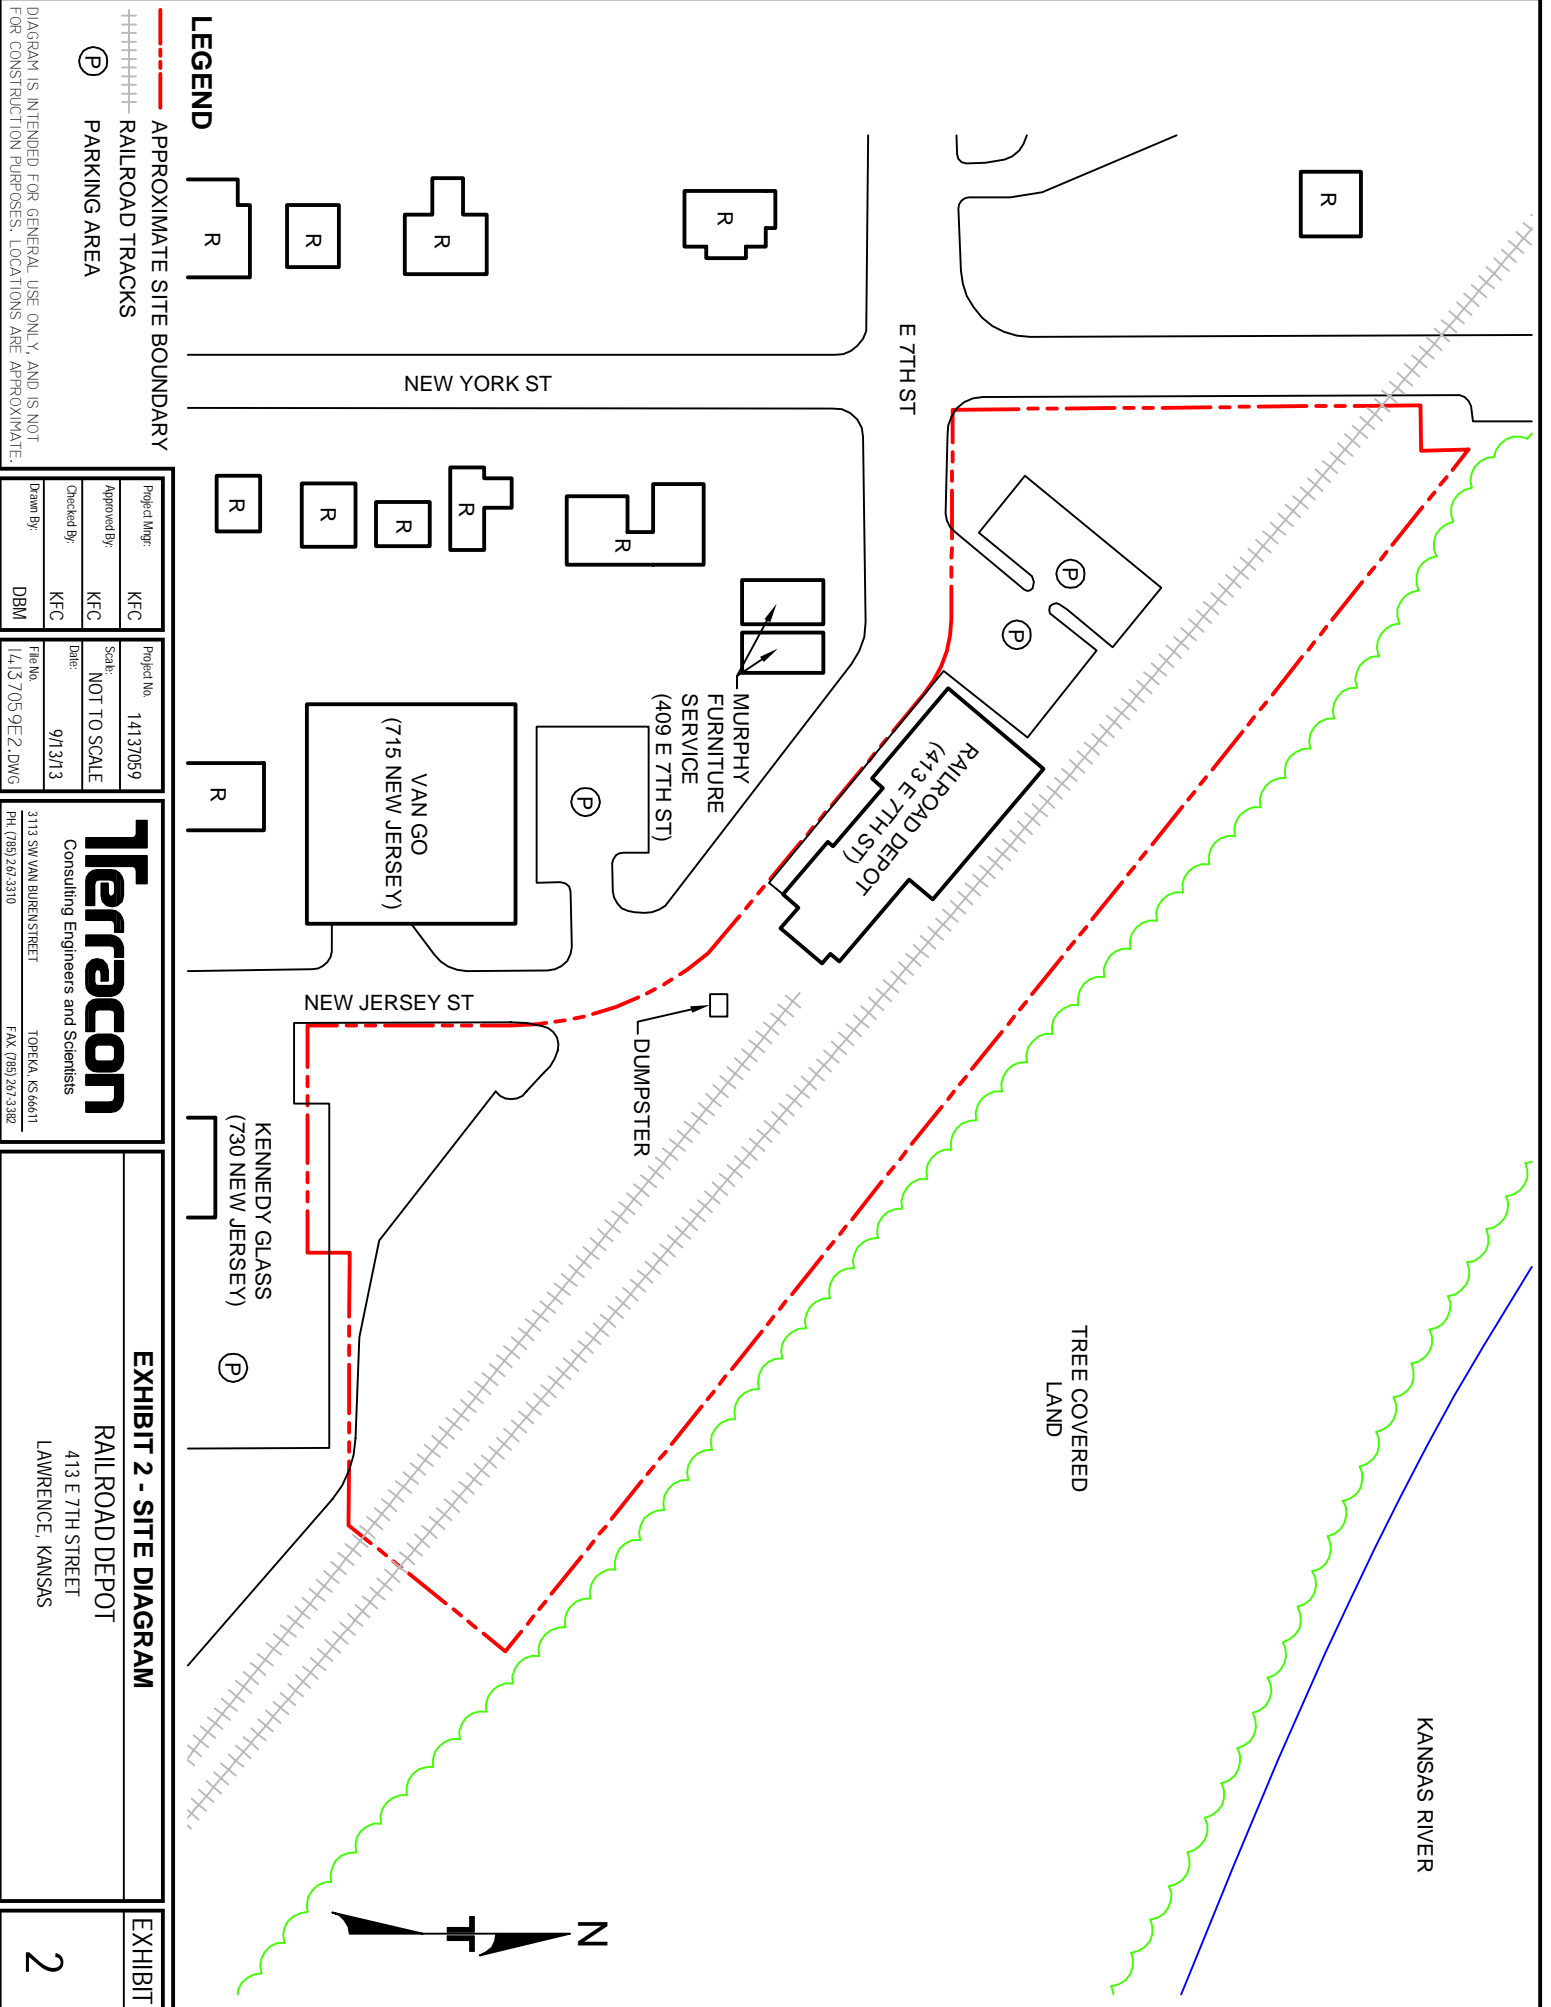 R
KANSAS RIVER
TREE COVERED
LAND
E 7TH ST
P
P
RAILROAD DEPOT
(413 E 7TH ST)
R
R
R
R
NEW YORK ST
R
R
R
R
R
MURPHY
FURNITURE
SERVICE
(409 E 7TH ST)
P
VAN GO
(715 NEW JERSEY)
R
NEW JERSEY ST
DUMPSTER
KENNEDY GLASS
(730 NEW JERSEY)
P
N
LEGEND
APPROXIMATE SITE BOUNDARY
RAILROAD TRACKS
P PARKING AREA
DIAGRAM IS INTENDED FOR GENERAL USE ONLY, AND IS NOT
FOR CONSTRUCTION PURPOSES. LOCATIONS ARE APPROXIMATE.
Project Mngr: KFC
Approved By: KFC
Checked By: KFC
Drawn By: DBM
Project No. 14137059
Scale: NOT TO SCALE
Date: 9/13/13
File No. 14137059E2.DWG
Terracon
Consulting Engineers and Scientists
3113 SW VAN BUREN STREET TOPEKA, KS 66611
PH. (785) 267-3310 FAX. (785) 267-3382
EXHIBIT 2 - SITE DIAGRAM
RAILROAD DEPOT
413 E 7TH STREET
LAWRENCE, KANSAS
EXHIBIT
2